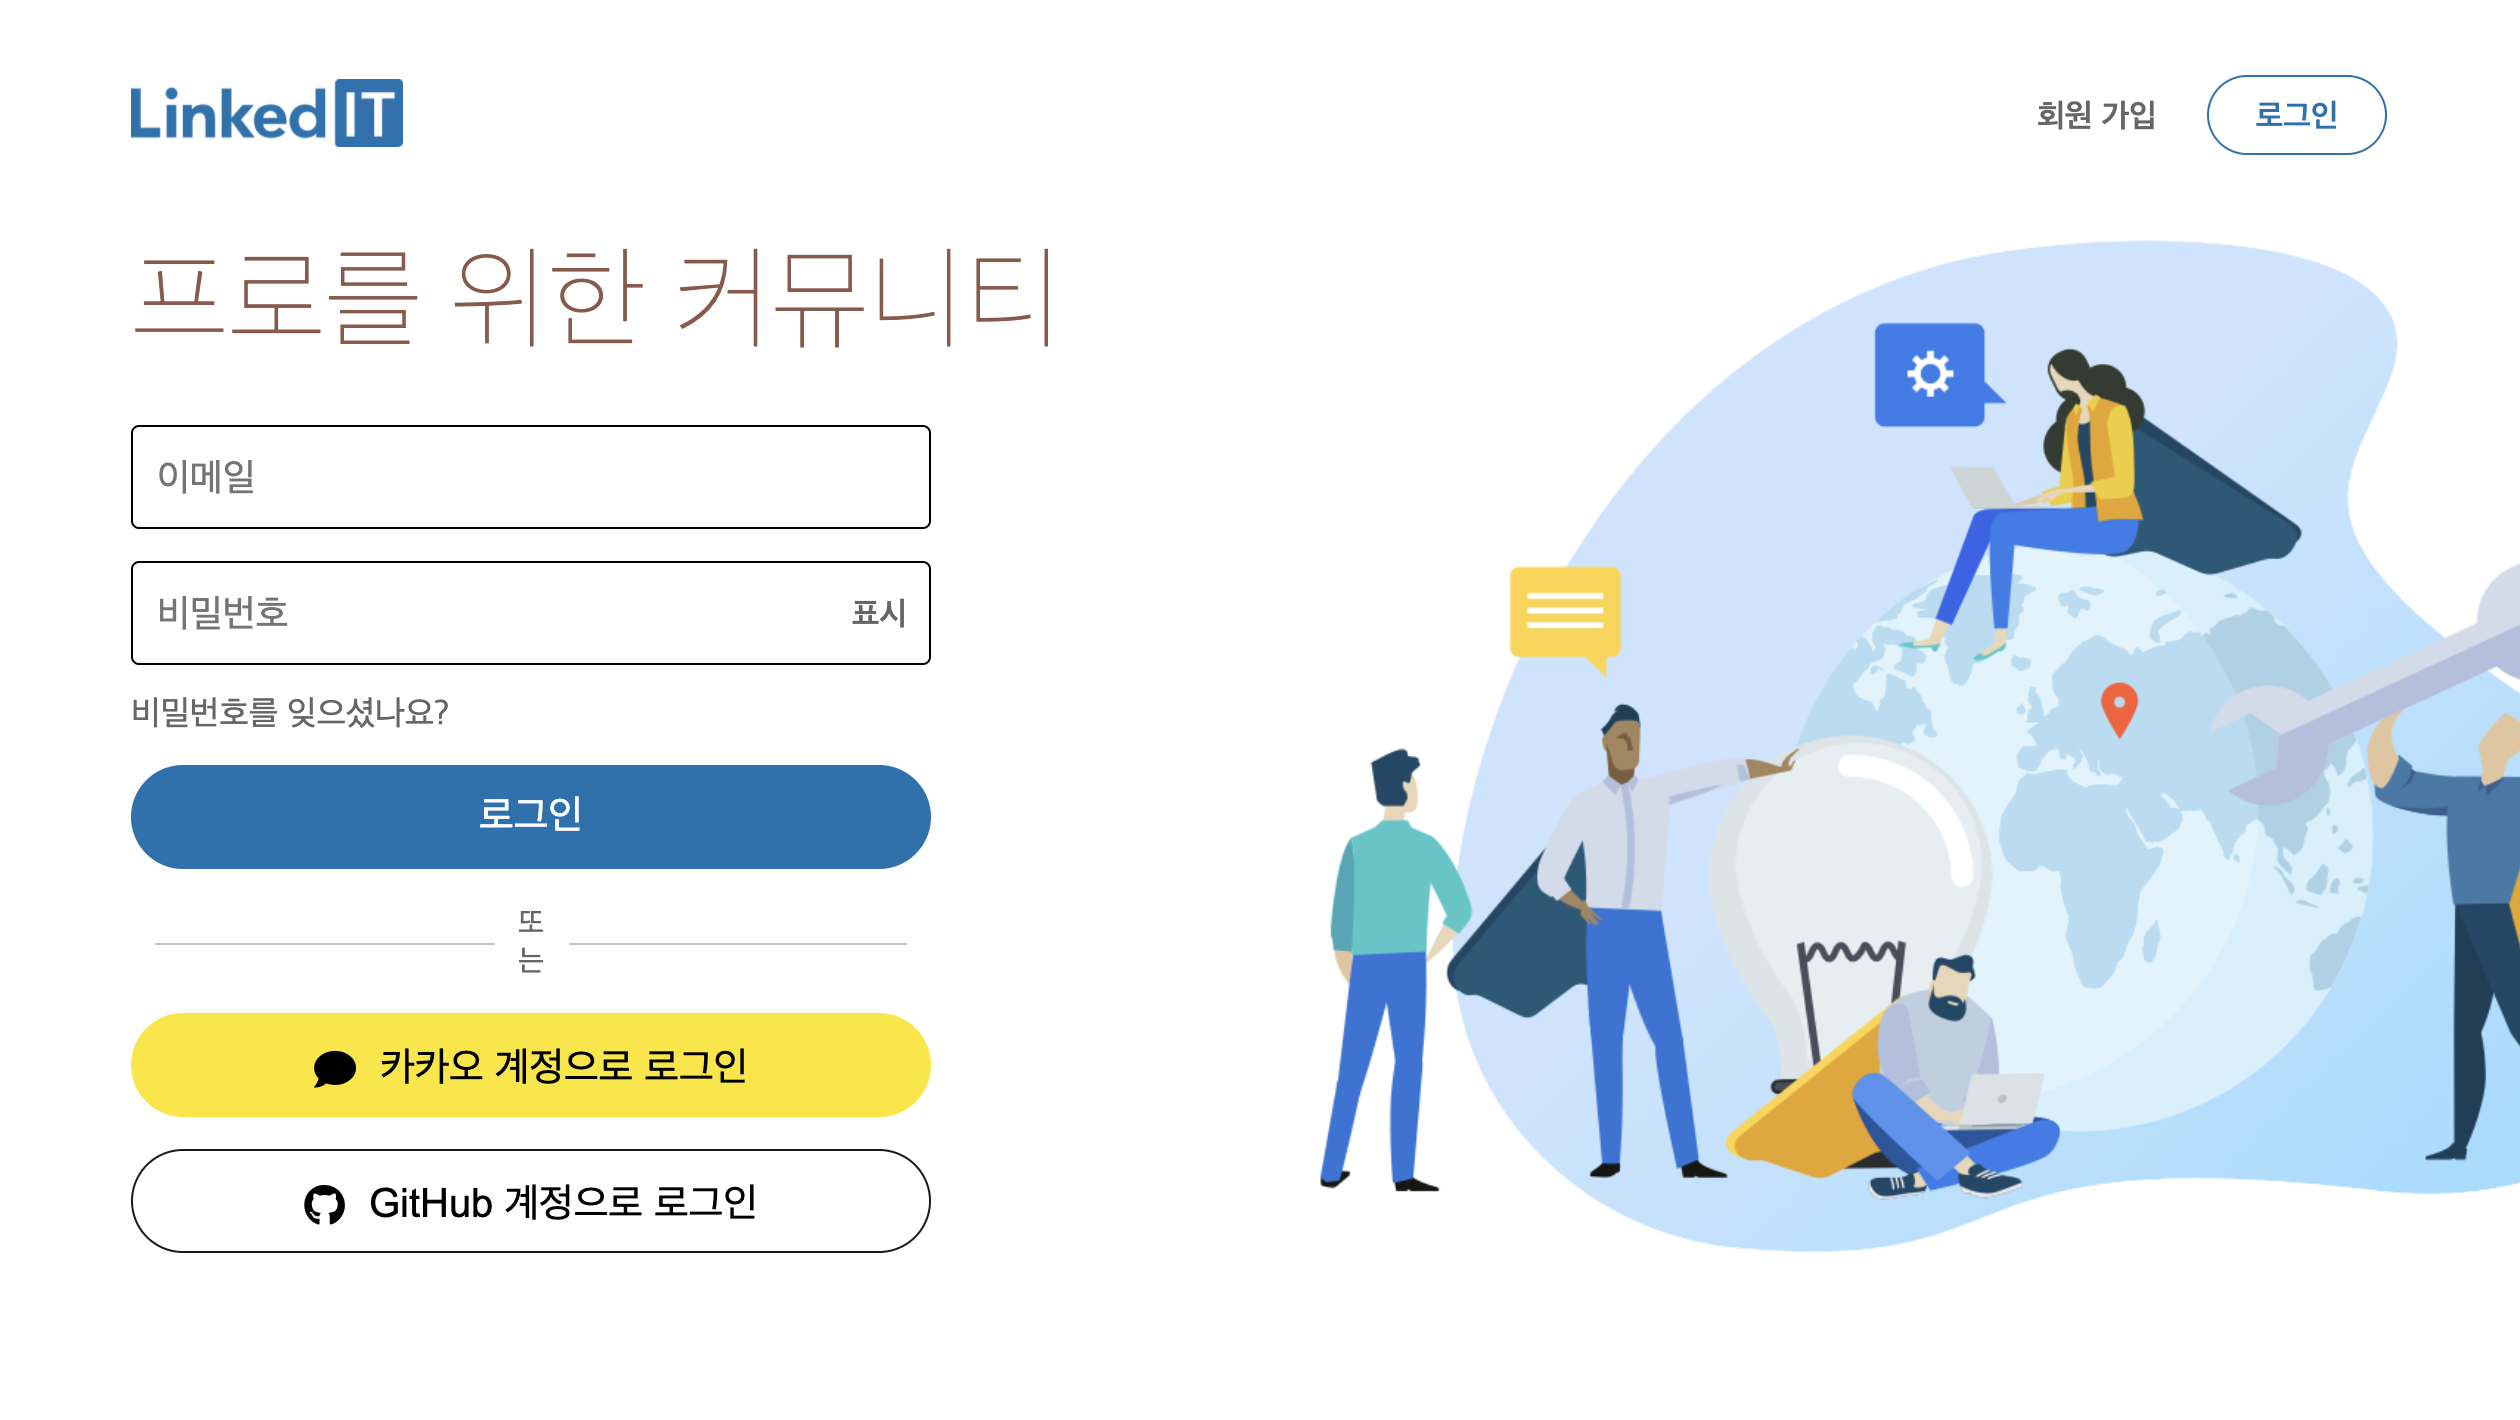 Linked IT
회원 가입
로그인
프로를 위한 커뮤니티
이메일
비밀번호
표시
비밀번호를 잊으셨나요?
로그인
또
는
카카오 계정으로 로그인
GitHub 계정으로 로그인